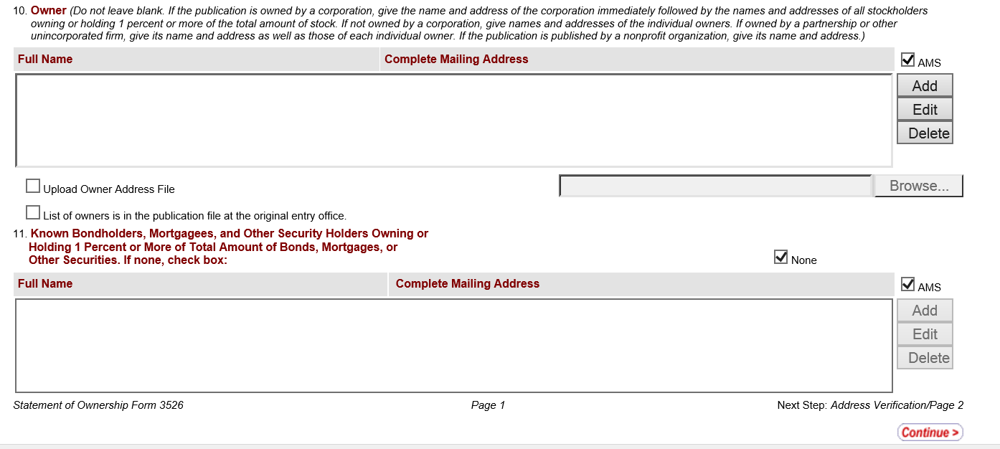 10. Owner (Do not leave blank. If the publication is owned by a corporation, give the name and address of the corporation immediately followed by the names and addresses of all stockholders
owning or holding 1 percent or more of the total amount of stock. If not owned by a corporation, give names and addresses of the individual owners. If owned by a partnership or other
unincorporated firm, give its name and address as well as those of each individual owner. If the publication is published by a nonprofit organization, give its name and address.)
Full Name Complete Mailing Address AMS
Add
Edit
Delete
Upload Owner Address File Browse...
List of owners is in the publication file at the original entry office.
11. Known Bondholders, Mortgagees, and Other Security Holders Owning or
Holding 1 Percent or More of Total Amount of Bonds, Mortgages, or
Other Securities. If none, check box: None
Full Name Complete Mailing Address AMS
Add
Edit
Delete
Statement of Ownership Form 3526 Page 1 Next Step: Address Verification/Page 2
Continue >